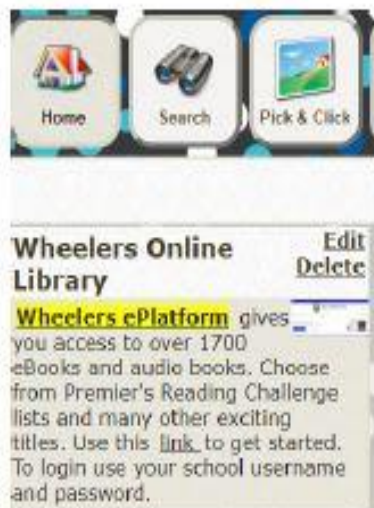 Home Search Pick & Click
Wheelers Online Edit
Library Delete
Wheelers ePlatform gives
you access to over 1700
eBooks and audio books. Choose
from Premier's Reading Challenge
lists and many other exciting
titles. Use this link to get started.
To login use your school username
and password.